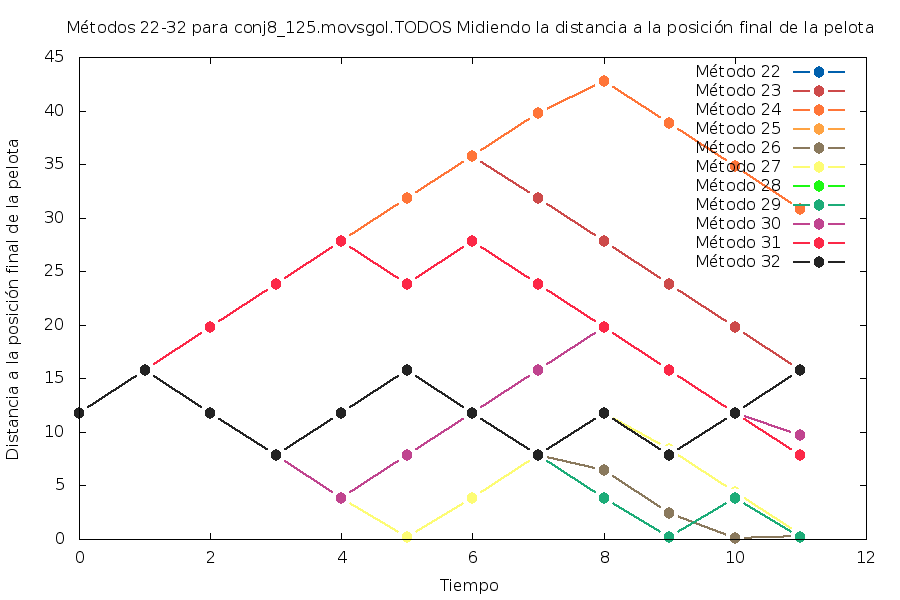 Métodos 22-32 para conj8_125.movsgol.TODOS Midiendo la distancia a la posición final de la pelota
45
40
35
30
25
20
15
10
5
0
Distancia a la posición final de la pelota
Método 22
Método 23
Método 24
Método 25
Método 26
Método 27
Método 28
Método 29
Método 30
Método 31
Método 32
0 2 4 6 8 10 12
Tiempo